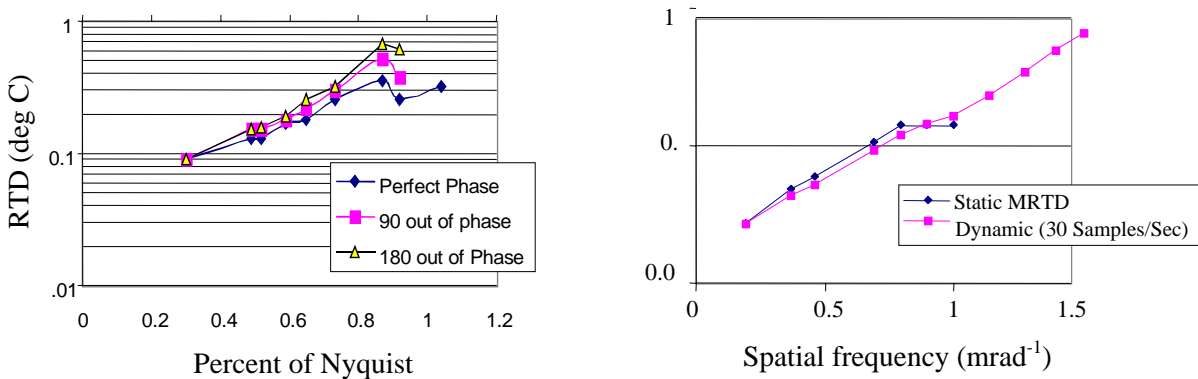 1
0.1
.01
RTD (deg C)
Perfect Phase
90 out of phase
180 out of Phase
0 0.2 0.4 0.6 0.8 1 1.2
Percent of Nyquist
1
0.
0.0
Static MRTD
Dynamic (30 Samples/Sec)
0 0.5 1.0 1.5
Spatial frequency (mrad-1)